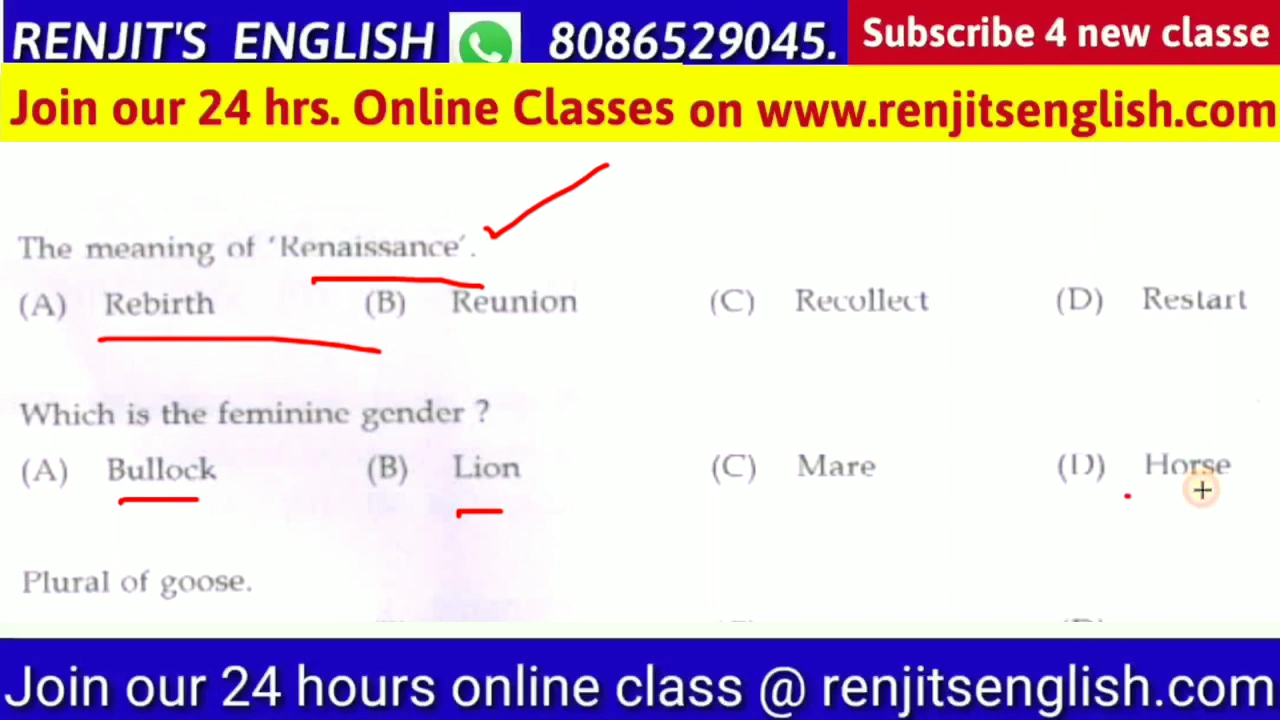 RENJIT'S ENGLISH 8086529045. Subscribe 4 new classe
Join our 24 hrs. Online Classes on www.renjitsenglish.com
The meaning of 'Renaissance'.
(A) Rebirth (B) Reunion (C) Recollect (D) Restart
Which is the feminine gender ?
(A) Bullock (B) Lion (C) Mare (D) Horse
Plural of goose.
Join our 24 hours online class @ renjitsenglish.com